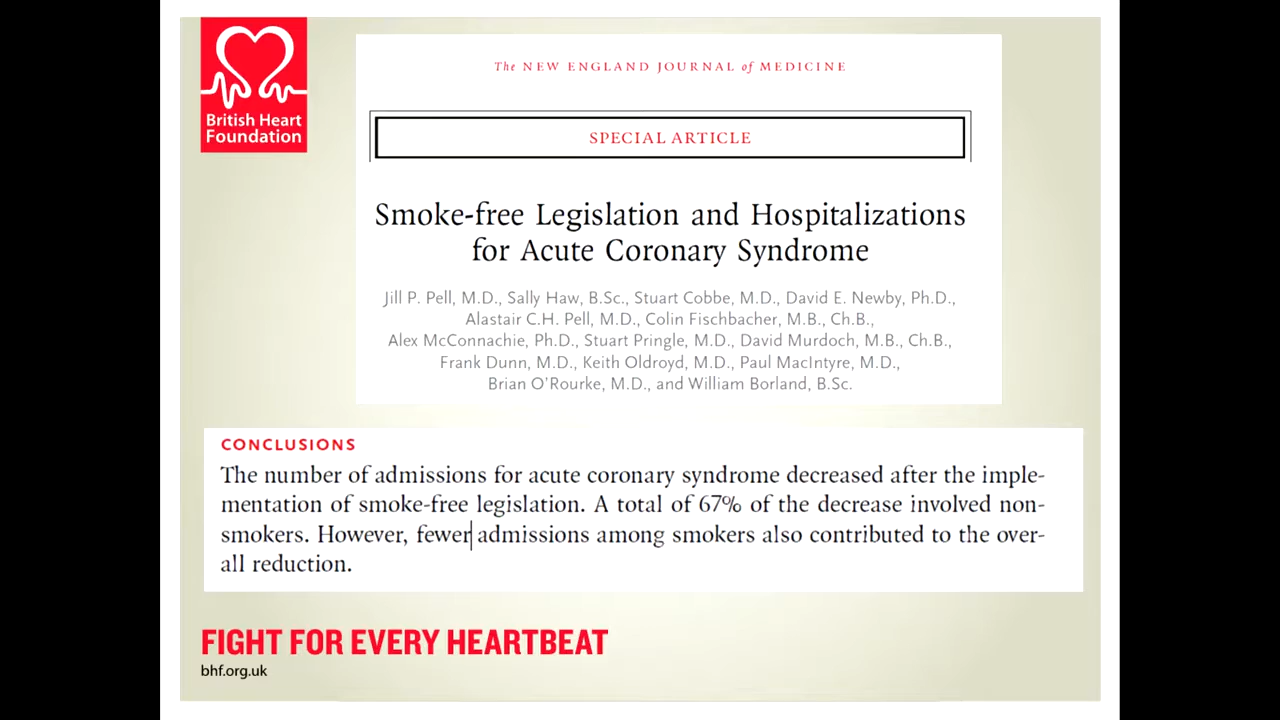 British Heart
Foundation
The NEW ENGLAND JOURNAL of MEDICINE
SPECIAL ARTICLE
Smoke-free Legislation and Hospitalizations
for Acute Coronary Syndrome
Jill P. Pell, M.D., Sally Haw, B.Sc., Stuart Cobbe, M.D., David E. Newby, Ph.D.,
Alastair C.H. Pell, M.D., Colin Fischbacher, M.B., Ch.B.,
Alex McConnachie, Ph.D., Stuart Pringle, M.D., David Murdoch, M.B., Ch.B.,
Frank Dunn, M.D., Keith Oldroyd, M.D., Paul MacIntyre, M.D.,
Brian O'Rourke, M.D., and William Borland, B.Sc.
CONCLUSIONS
The number of admissions for acute coronary syndrome decreased after the imple-
mentation of smoke-free legislation. A total of 67% of the decrease involved non-
smokers. However, fewer admissions among smokers also contributed to the over-
all reduction.
FIGHT FOR EVERY HEARTBEAT
bhf.org.uk